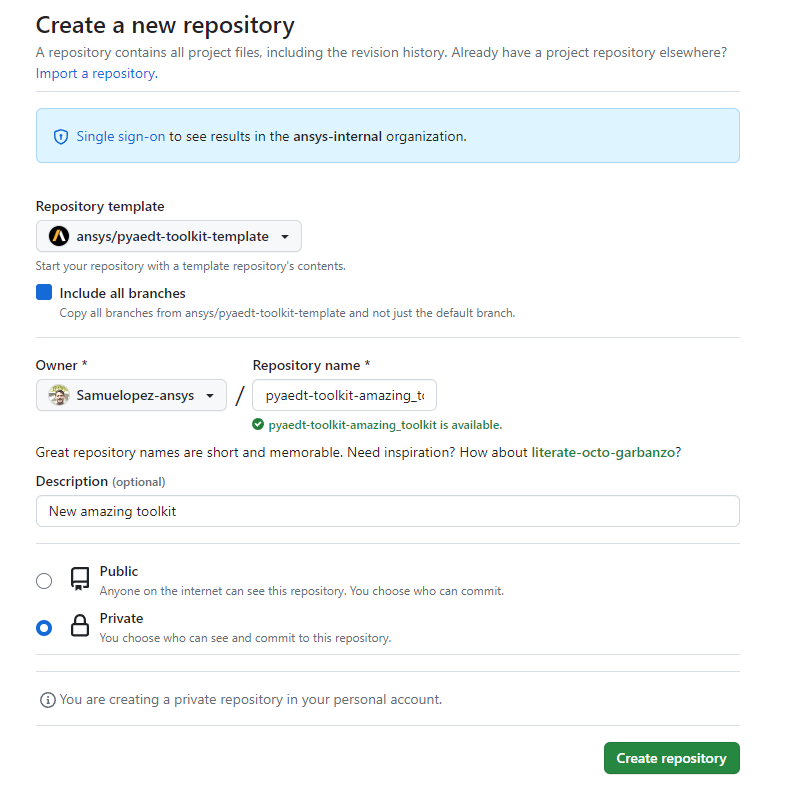 Create a new repository
A repository contains all project files, including the revision history. Already have a project repository elsewhere?
Import a repository.
Single sign-on to see results in the ansys-internal organization.
Repository template
ansys/pyaedt-toolkit-template
Start your repository with a template repository's contents.
Include all branches
Copy all branches from ansys/pyaedt-toolkit-template and not just the default branch.
Owner *
Repository name *
Samuelopez-ansys
/
pyaedt-toolkit-amazing_to
pyaedt-toolkit-amazing_toolkit is available.
Great repository names are short and memorable. Need inspiration? How about literate-octo-garbanzo?
Description (optional)
New amazing toolkit
Public
Anyone on the internet can see this repository. You choose who can commit.
Private
You choose who can see and commit to this repository.
You are creating a private repository in your personal account.
Create repository